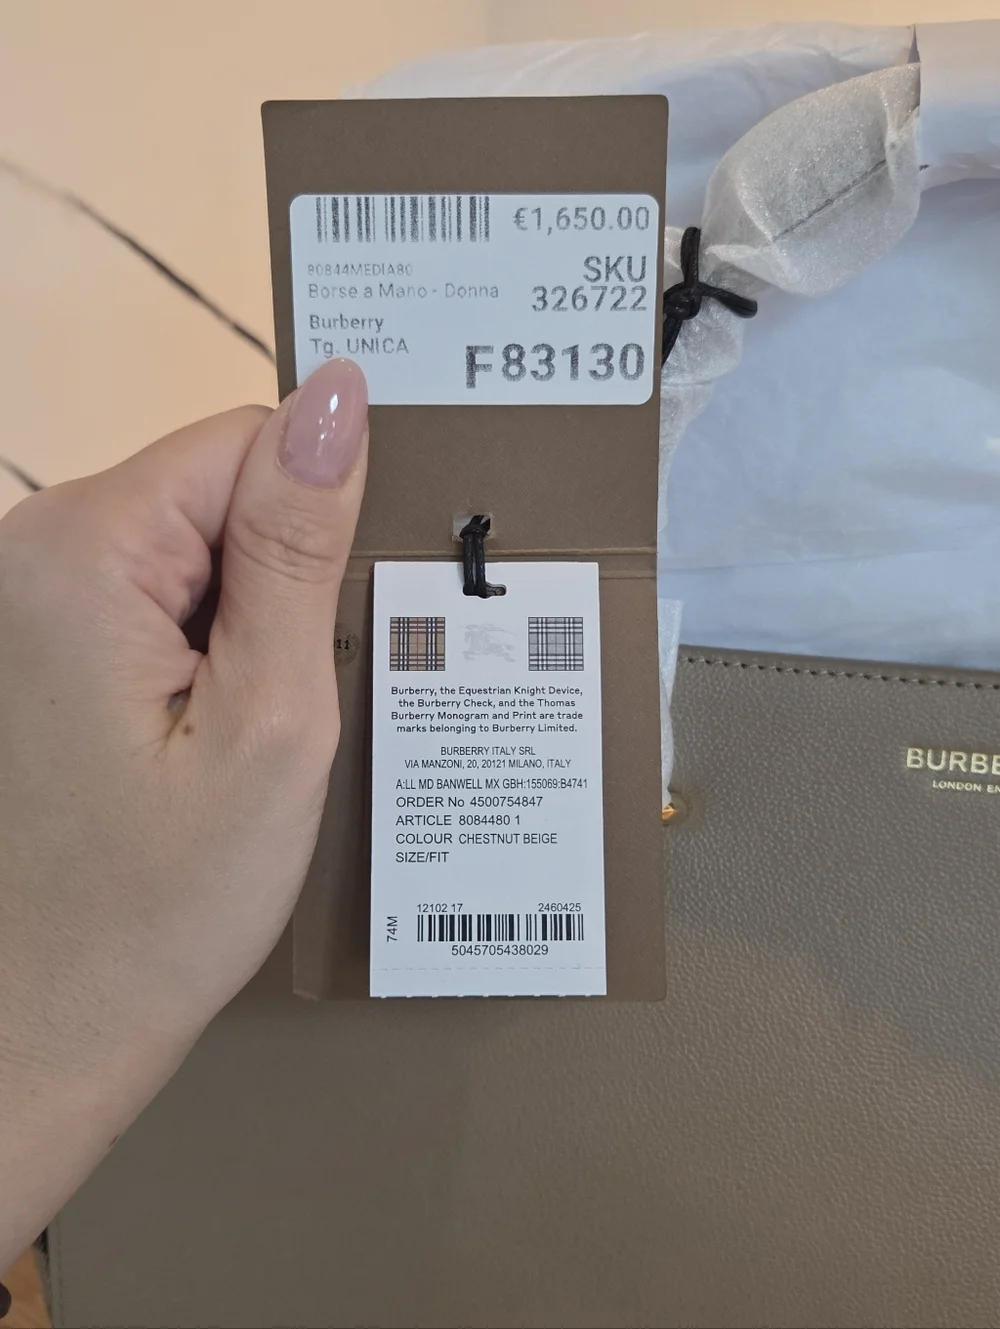 €1,650.00
80844MEDIA80
SKU
Borse a Mano - Donna
326722
Burberry
Tg. UNICA
F83130
11
Burberry, the Equestrian Knight Device,
the Burberry Check, and the Thomas
Burberry Monogram and Print are trade
marks belonging to Burberry Limited.
BURBERRY ITALY SRL
VIA MANZONI, 20, 20121 MILANO, ITALY
A:LL MD BANWELL MX GBH:155069:B4741
ORDER No 4500754847
ARTICLE 8084480 1
COLOUR CHESTNUT BEIGE
SIZE/FIT
12102 17 2460425
74M
5045705438029
BURBE
LONDON EN